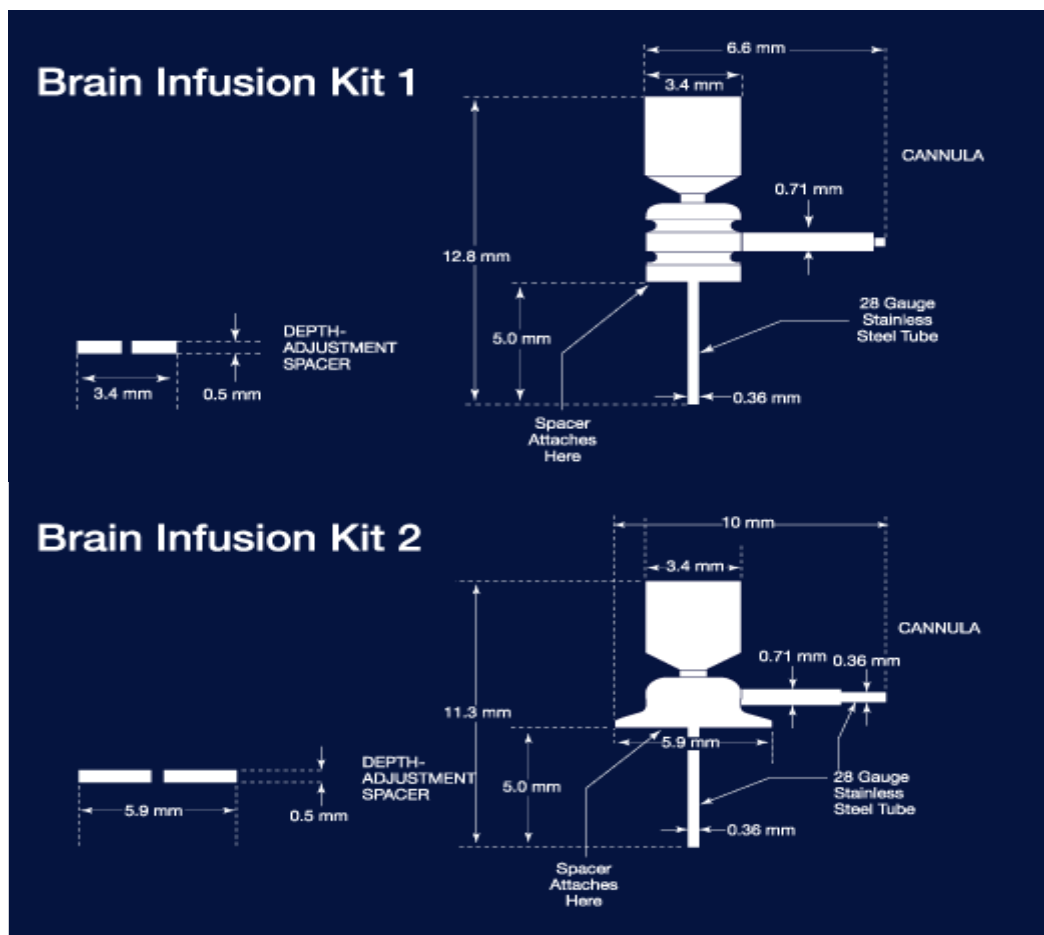 Brain Infusion Kit 1
6.6 mm
3.4 mm
CANNULA
0.71 mm
12.8 mm
28 Gauge
Stainless
Steel Tube
5.0 mm
DEPTH-
ADJUSTMENT
SPACER
3.4 mm
0.5 mm
0.36 mm
Spacer
Attaches
Here
Brain Infusion Kit 2
10 mm
3.4 mm
CANNULA
0.71 mm
0.36 mm
11.3 mm
5.9 mm
DEPTH-
ADJUSTMENT
SPACER
5.0 mm
28 Gauge
Stainless
Steel Tube
5.9 mm
0.5 mm
0.36 mm
Spacer
Attaches
Here